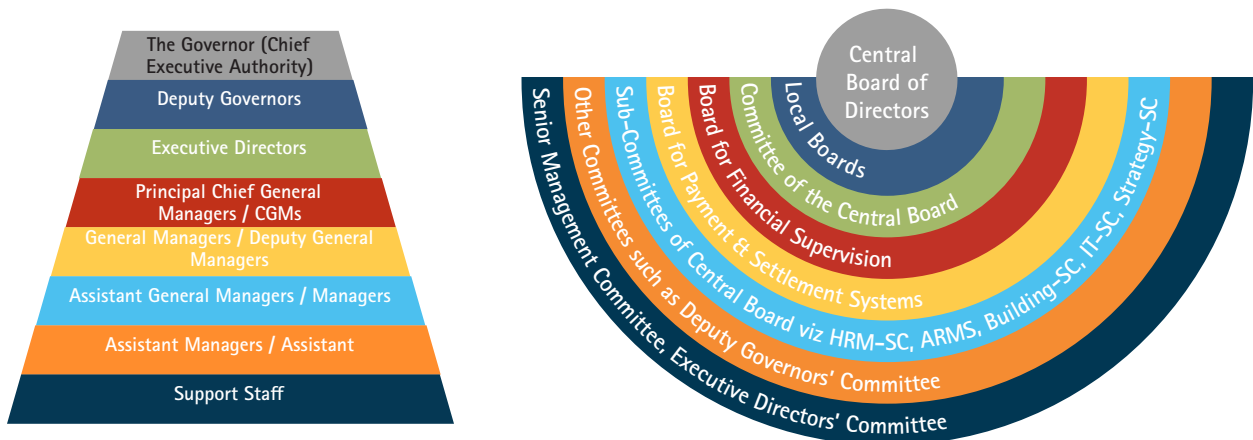 The Governor (Chief
Executive Authority)
Deputy Governors
Executive Directors
Principal Chief General
Managers / CGMs
General Managers / Deputy General
Managers
Assistant General Managers / Managers
Assistant Managers / Assistant
Support Staff
Central
Board of
Directors
Local Boards
Committee of the Central Board
Board for Financial Supervision
Board for Payment & Settlement Systems
Sub-Committees of Central Board viz HRM-SC, ARMS, Building-SC, IT-SC, Strategy-SC
Other Committees such as Deputy Governors' Committee
Senior Management Committee, Executive Directors' Committee